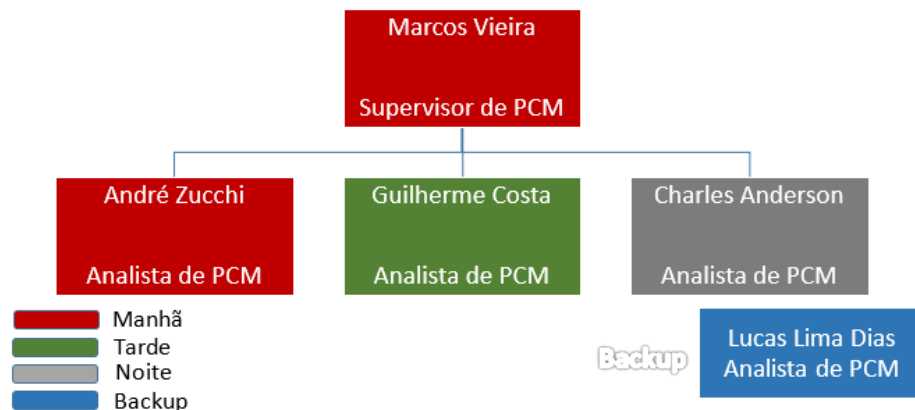 Marcos Vieira
Supervisor de PCM
André Zucchi
Analista de PCM
Guilherme Costa
Analista de PCM
Charles Anderson
Analista de PCM
Manhã
Tarde
Noite
Backup
Backup
Lucas Lima Dias
Analista de PCM